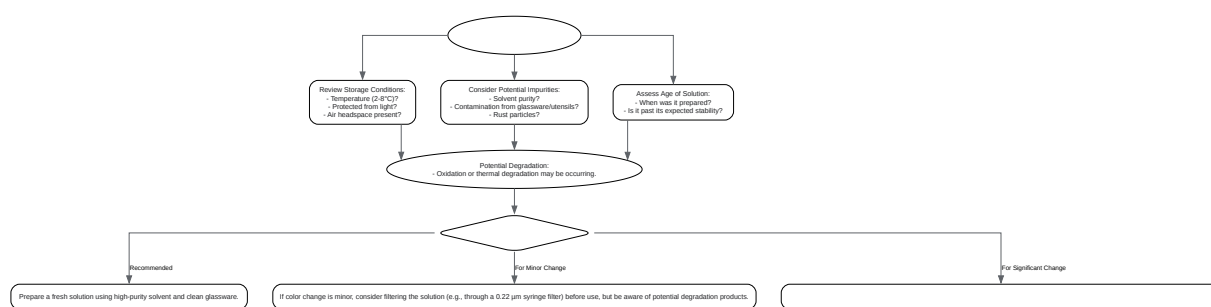 Review Storage Conditions:
- Temperature (2-8°C)?
- Protected from light?
- Air headspace present?
Consider Potential Impurities:
- Solvent purity?
- Contamination from glassware/utensils?
- Rust particles?
Assess Age of Solution:
- When was it prepared?
- Is it past its expected stability?
Potential Degradation:
- Oxidation or thermal degradation may be occurring.
Recommended
For Minor Change
For Significant Change
Prepare a fresh solution using high-purity solvent and clean glassware.
If color change is minor, consider filtering the solution (e.g., through a 0.22 µm syringe filter) before use, but be aware of potential degradation products.